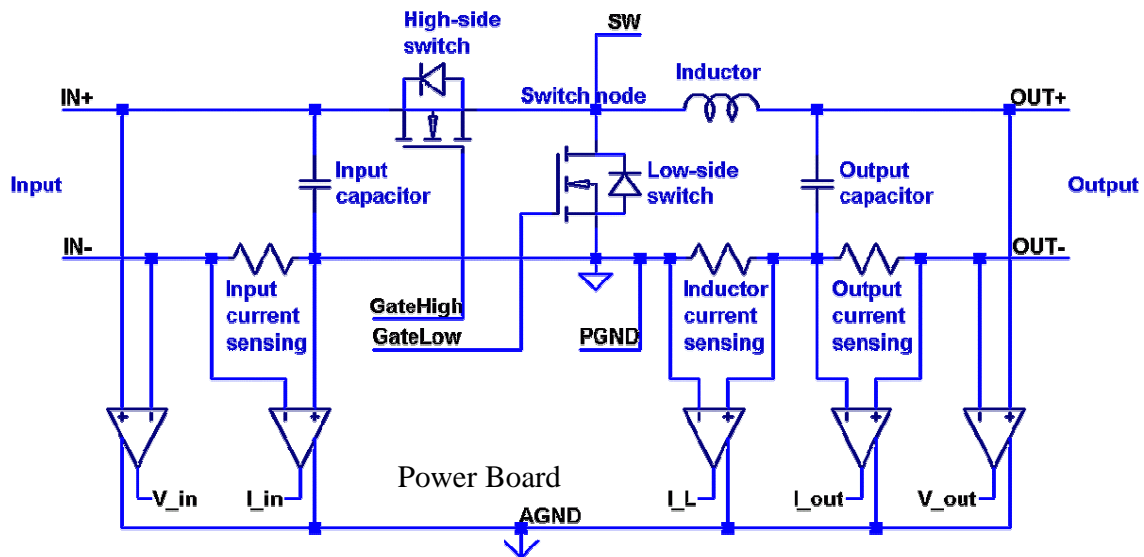 High-side
switch
SW
Inductor
IN+
Switch node
OUT+
Input
Input
capacitor
Low-side
switch
Output
capacitor
Output
IN-
OUT-
Input
current
sensing
GateHigh
GateLow
PGND
Inductor
current
sensing
Output
current
sensing
- +
- +
- +
- +
- +
Power Board
V_in
I_in
I_L
I_out
V_out
AGND